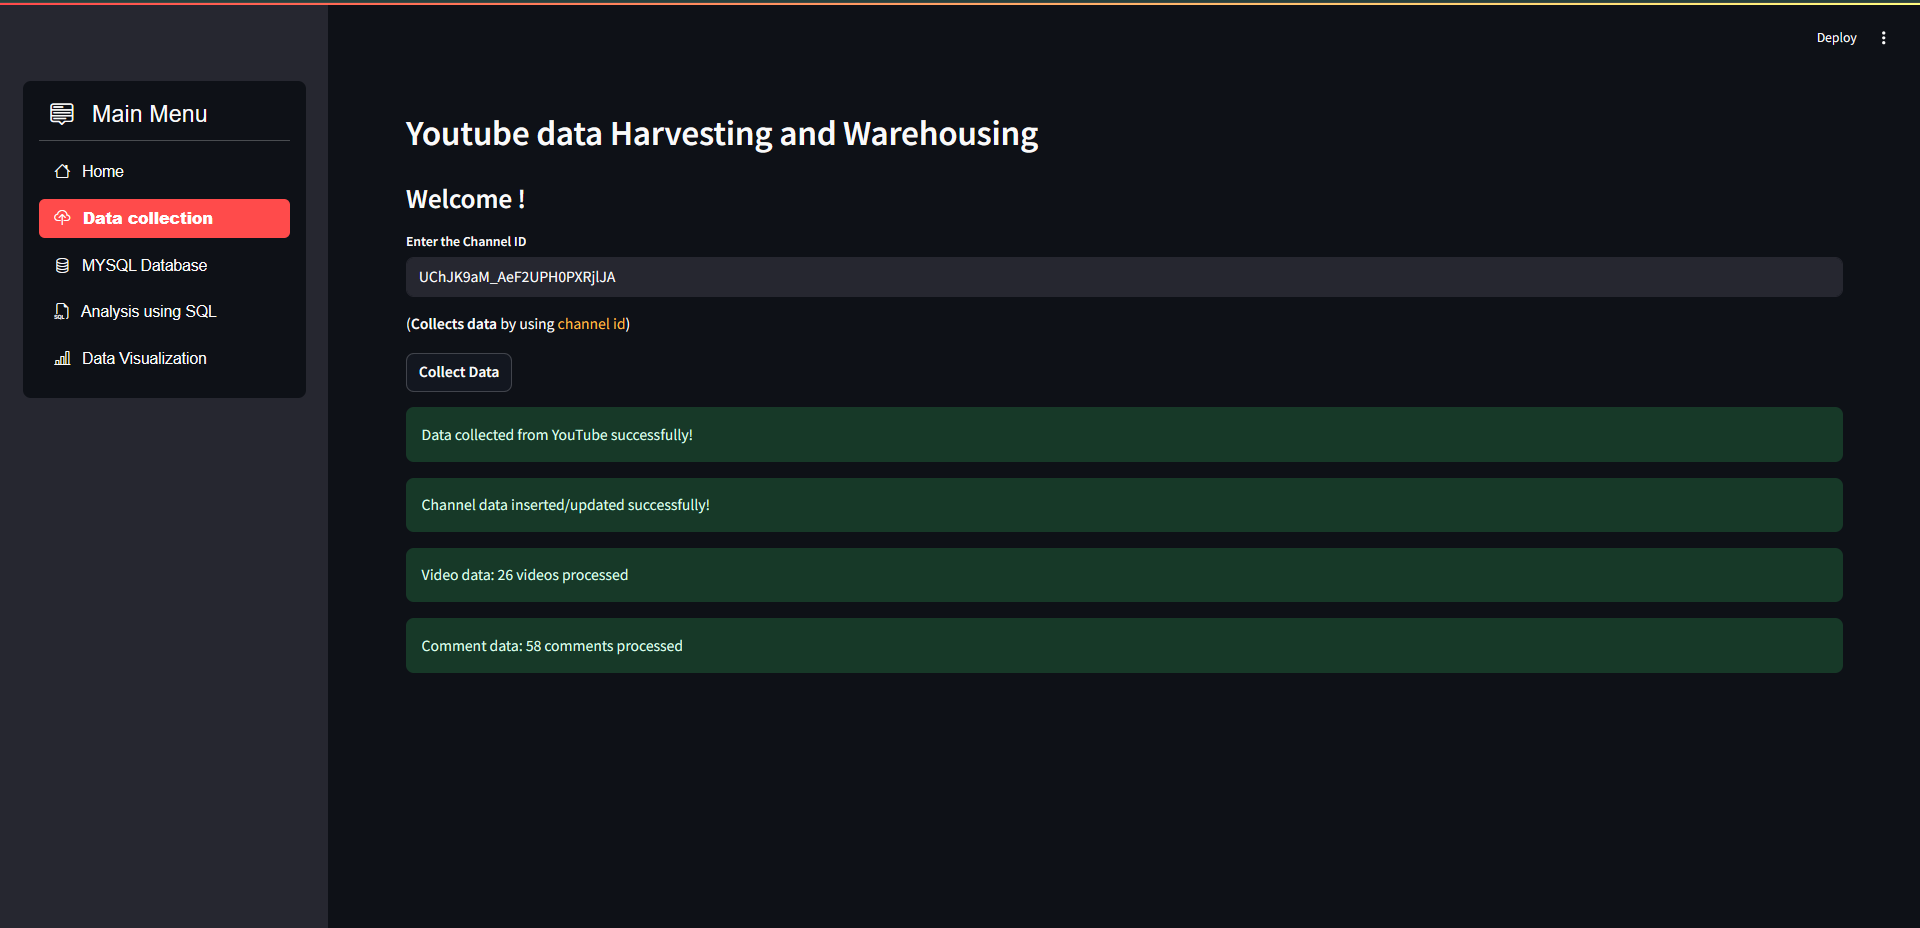 Deploy
Main Menu
Home
Data collection
MYSQL Database
Analysis using SQL
Data Visualization
Youtube data Harvesting and Warehousing
Welcome !
Enter the Channel ID
UChJK9aM_AeF2UPH0PXRjlJA
(Collects data by using channel id)
Collect Data
Data collected from YouTube successfully!
Channel data inserted/updated successfully!
Video data: 26 videos processed
Comment data: 58 comments processed